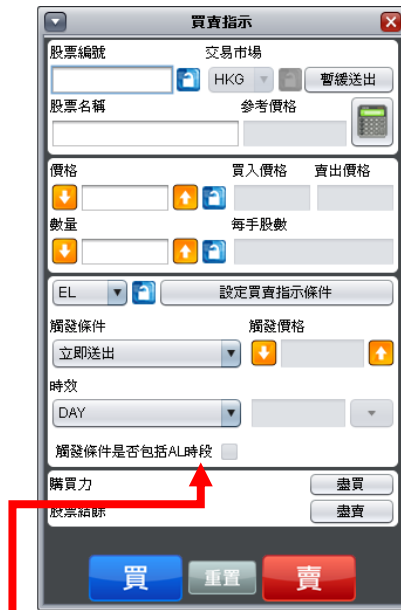 買賣指示
股票編號 交易市場
HKG 暫緩送出
股票名稱 參考價格
價格 買入價格 賣出價格
數量 每手股數
EL 設定買賣指示條件
觸發條件 觸發價格
立即送出
時效
DAY
觸發條件是否包括AL時段
購買力 盡買
股票結餘 盡賣
買 重置 賣